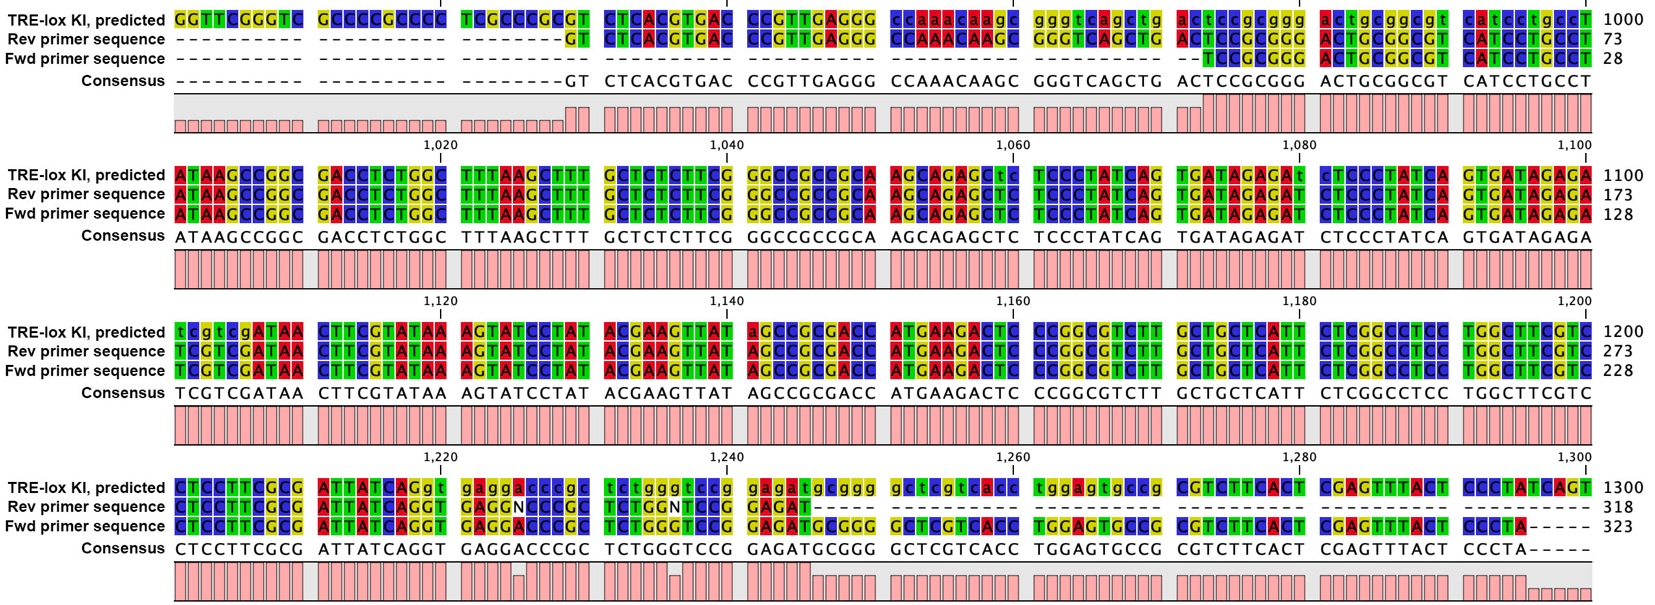 TRE-lox KI, predicted GGTTCGGGTC GCCCCGCCCC TCGCCCGCGT CTCACGTGAC CCGTTGAGGG ccaaacaagc gggtcagctg actccgcggg actgcggcgt catcctgccT 1000
Rev primer sequence ---------- ---------- --------GT CTCACGTGAC CCGTTGAGGG CCAAACAAGC GGGTCAGCTG ACTCCGCGGG ACTGCGGCGT CATCCTGCCT 73
Fwd primer sequence ---------- ---------- ---------- ---------- ---------- ---------- ---------- --TCCGCGGG ACTGCGGCGT CATCCTGCCT 28
Consensus ---------- ---------- --------GT CTCACGTGAC CCGTTGAGGG CCAAACAAGC GGGTCAGCTG ACTCCGCGGG ACTGCGGCGT CATCCTGCCT
1,020 1,040 1,060 1,080 1,100
TRE-lox KI, predicted ATAAGCCGGC GACCTCTGGC TTTAAGCTTT GCTCTCTTCG GGCCGCCGCA AGCAGAGCtc TCCCTATCAG TGATAGAGAt cTCCCTATCA GTGATAGAGA 1100
Rev primer sequence ATAAGCCGGC GACCTCTGGC TTTAAGCTTT GCTCTCTTCG GGCCGCCGCA AGCAGAGCTC TCCCTATCAG TGATAGAGAT CTCCCTATCA GTGATAGAGA 173
Fwd primer sequence ATAAGCCGGC GACCTCTGGC TTTAAGCTTT GCTCTCTTCG GGCCGCCGCA AGCAGAGCTC TCCCTATCAG TGATAGAGAT CTCCCTATCA GTGATAGAGA 128
Consensus ATAAGCCGGC GACCTCTGGC TTTAAGCTTT GCTCTCTTCG GGCCGCCGCA AGCAGAGCTC TCCCTATCAG TGATAGAGAT CTCCCTATCA GTGATAGAGA
1,120 1,140 1,160 1,180 1,200
TRE-lox KI, predicted tcgtcgATAA CTTCGTATAA AGTATCCTAT ACGAAGTTAT aGCCGCGACC ATGAAGACTC CCGGCGTCTT GCTGCTCATT CTCGGCCTCC TGGCTTCGTC 1200
Rev primer sequence TCGTCGATAA CTTCGTATAA AGTATCCTAT ACGAAGTTAT AGCCGCGACC ATGAAGACTC CCGGCGTCTT GCTGCTCATT CTCGGCCTCC TGGCTTCGTC 273
Fwd primer sequence TCGTCGATAA CTTCGTATAA AGTATCCTAT ACGAAGTTAT AGCCGCGACC ATGAAGACTC CCGGCGTCTT GCTGCTCATT CTCGGCCTCC TGGCTTCGTC 228
Consensus TCGTCGATAA CTTCGTATAA AGTATCCTAT ACGAAGTTAT AGCCGCGACC ATGAAGACTC CCGGCGTCTT GCTGCTCATT CTCGGCCTCC TGGCTTCGTC
1,220 1,240 1,260 1,280 1,300
TRE-lox KI, predicted CTCCTTCGCG ATTATCAGgt gaggacccgc tctgggtccg gagatgcggg gctcgtcacc tggagtgccg CGTCTTCACT CGAGTTTACT CCCTATCAGT 1300
Rev primer sequence CTCCTTCGCG ATTATCAGGT GAGGNCCCGC TCTGGNTCCG GAGAT----- ---------- ---------- ---------- ---------- ---------- 318
Fwd primer sequence CTCCTTCGCG ATTATCAGGT GAGGACCCGC TCTGGGTCCG GAGATGCGGG GCTCGTCACC TGGAGTGCCG CGTCTTCACT CGAGTTTACT CCCTA----- 323
Consensus CTCCTTCGCG ATTATCAGGT GAGGACCCGC TCTGGGTCCG GAGATGCGGG GCTCGTCACC TGGAGTGCCG CGTCTTCACT CGAGTTTACT CCCTA-----